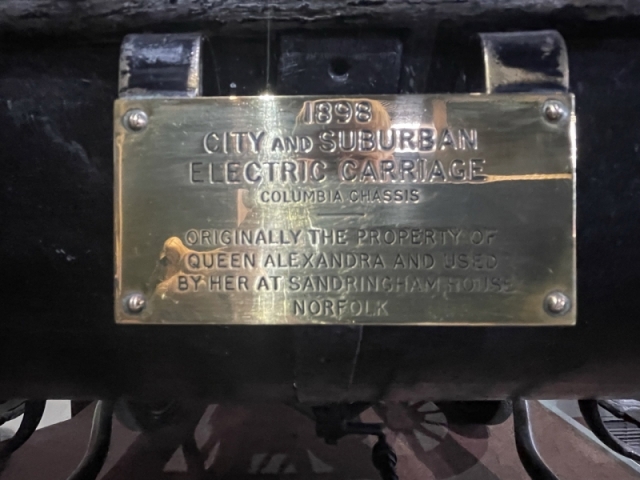 1898
CITY AND SUBURBAN
ELECTRIC CARRIAGE
COLUMBIA CHASSIS
ORIGINALLY THE PROPERTY OF
QUEEN ALEXANDRA AND USED
BY HER AT SANDRINGHAM HOUSE
NORFOLK